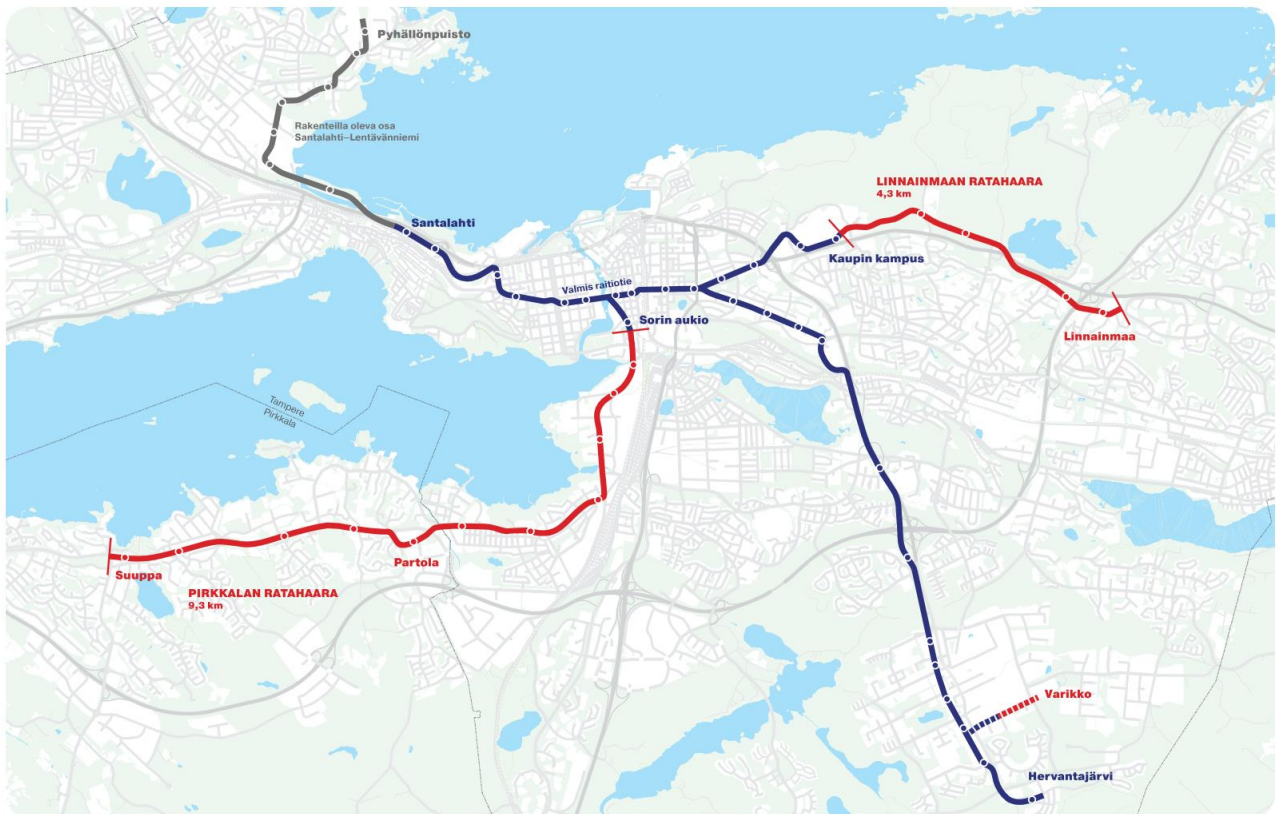 Pyhällönpuisto
Rakenteilla oleva osa
Santalahti–Lentävänniemi
LINNAINMAAN RATAHAARA
4,3 km
Santalahti
Kaupin kampus
Valmis raitiotie
Sorin aukio
Linnainmaa
Tampere
Pirkkala
Partola
Suuppa
PIRKKALAN RATAHAARA
9,3 km
Varikko
Hervantajärvi